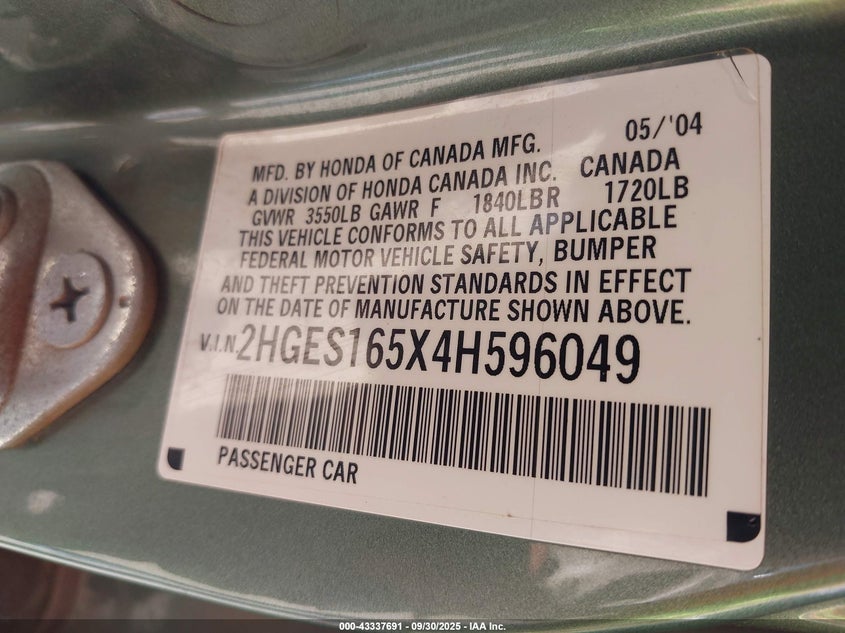 05/'04
MFD. BY HONDA OF CANADA MFG.
A DIVISION OF HONDA CANADA INC. CANADA
GVWR 3550LB GAWR F 1840LBR 1720LB
THIS VEHICLE CONFORMS TO ALL APPLICABLE
FEDERAL MOTOR VEHICLE SAFETY, BUMPER
AND THEFT PREVENTION STANDARDS IN EFFECT
ON THE DATE OF MANUFACTURE SHOWN ABOVE.
V.I.N.2HGES165X4H596049
PASSENGER CAR
000-43337691 - 09/30/2025 - IAA Inc.